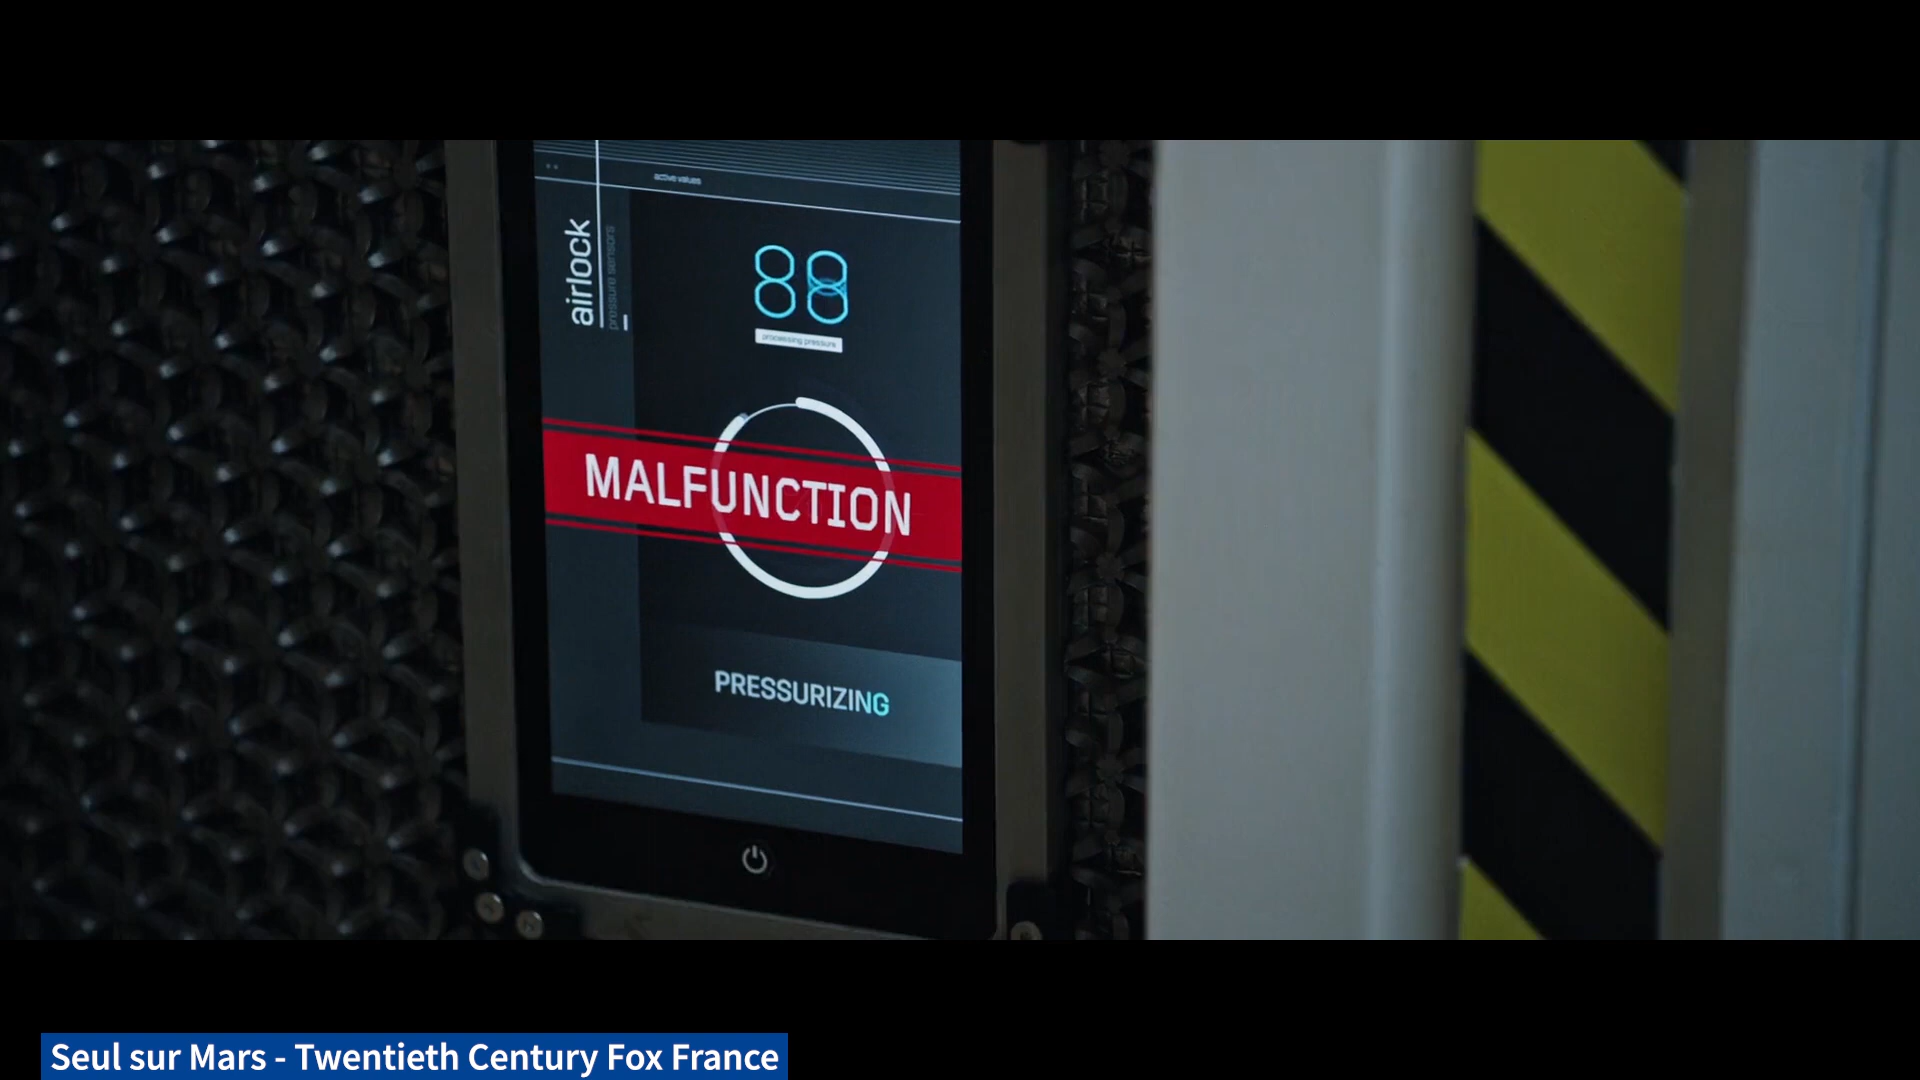 active values
airlock
pressure sensors
88
processing pressure
MALFUNCTION
PRESSURIZING
Seul sur Mars - Twentieth Century Fox France